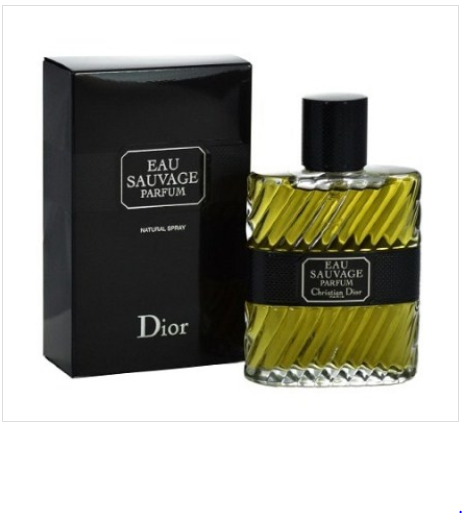 EAU
SAUVAGE
PARFUM
NATURAL SPRAY
Dior
EAU
SAUVAGE
PARFUM
Christian Dior